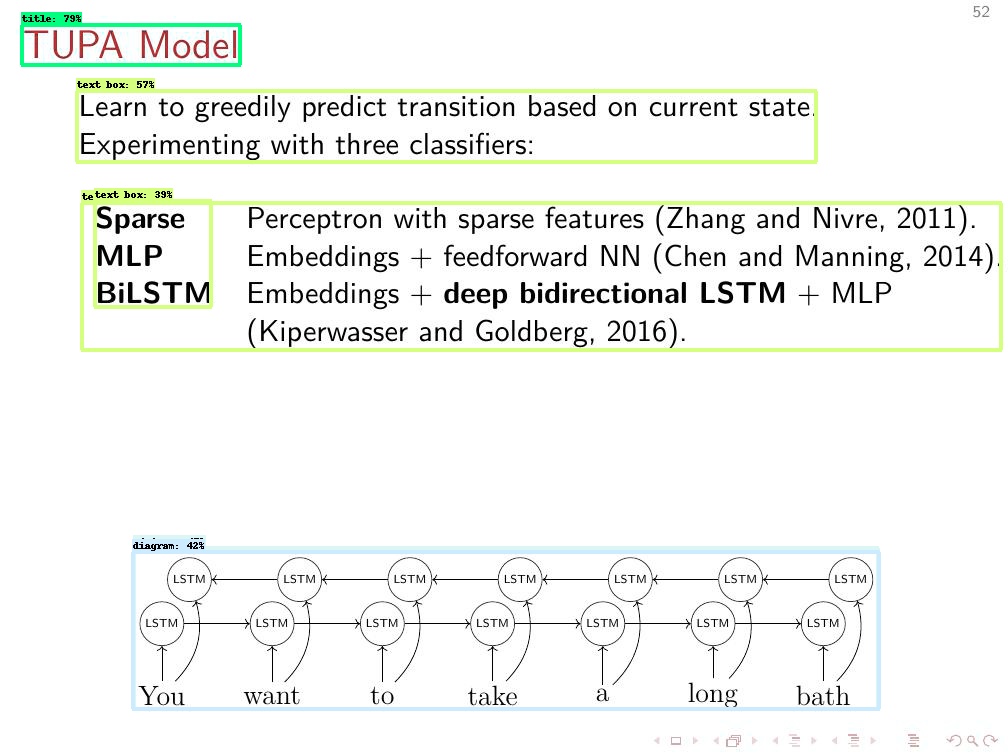 52
title: 79%
TUPA Model
text box: 57%
Learn to greedily predict transition based on current state.
Experimenting with three classifiers:
te text box: 39%
Sparse Perceptron with sparse features (Zhang and Nivre, 2011).
MLP Embeddings + feedforward NN (Chen and Manning, 2014).
BiLSTM Embeddings + deep bidirectional LSTM + MLP
(Kiperwasser and Goldberg, 2016).
diagram: 42%
LSTM LSTM LSTM LSTM LSTM LSTM LSTM
LSTM LSTM LSTM LSTM LSTM LSTM LSTM
You want to take a long bath